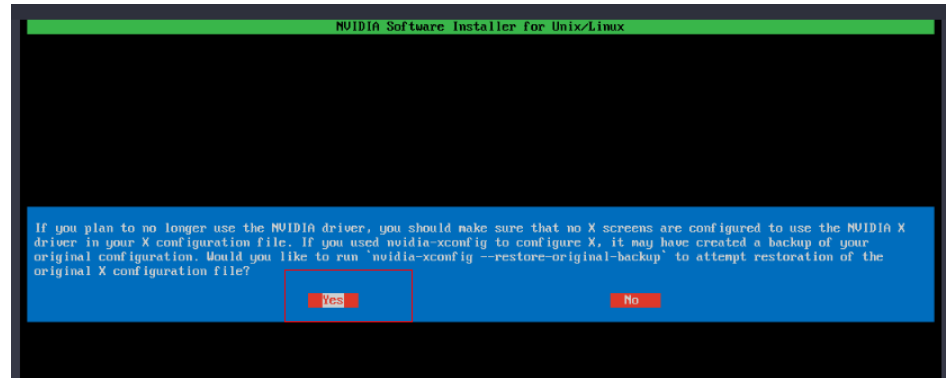 NVIDIA Software Installer for Unix/Linux
If you plan to no longer use the NVIDIA driver, you should make sure that no X screens are configured to use the NVIDIA X
driver in your X configuration file. If you used nvidia-xconfig to configure X, it may have created a backup of your
original configuration. Would you like to run `nvidia-xconfig --restore-original-backup` to attempt restoration of the
original X configuration file?
Yes No